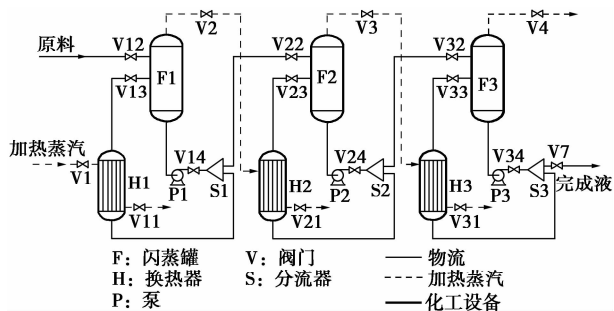 V2 V3 V4
原料 V12 V22 V32
F1 F2 F3
V13 V23 V33
加热蒸汽 V14 V24 V34 V7
V1 H1 P1 S1 H2 P2 S2 H3 P3 S3 完成液
V11 V21 V31
F：闪蒸罐 V：阀门 物流
H：换热器 S：分流器 加热蒸汽
P：泵 化工设备